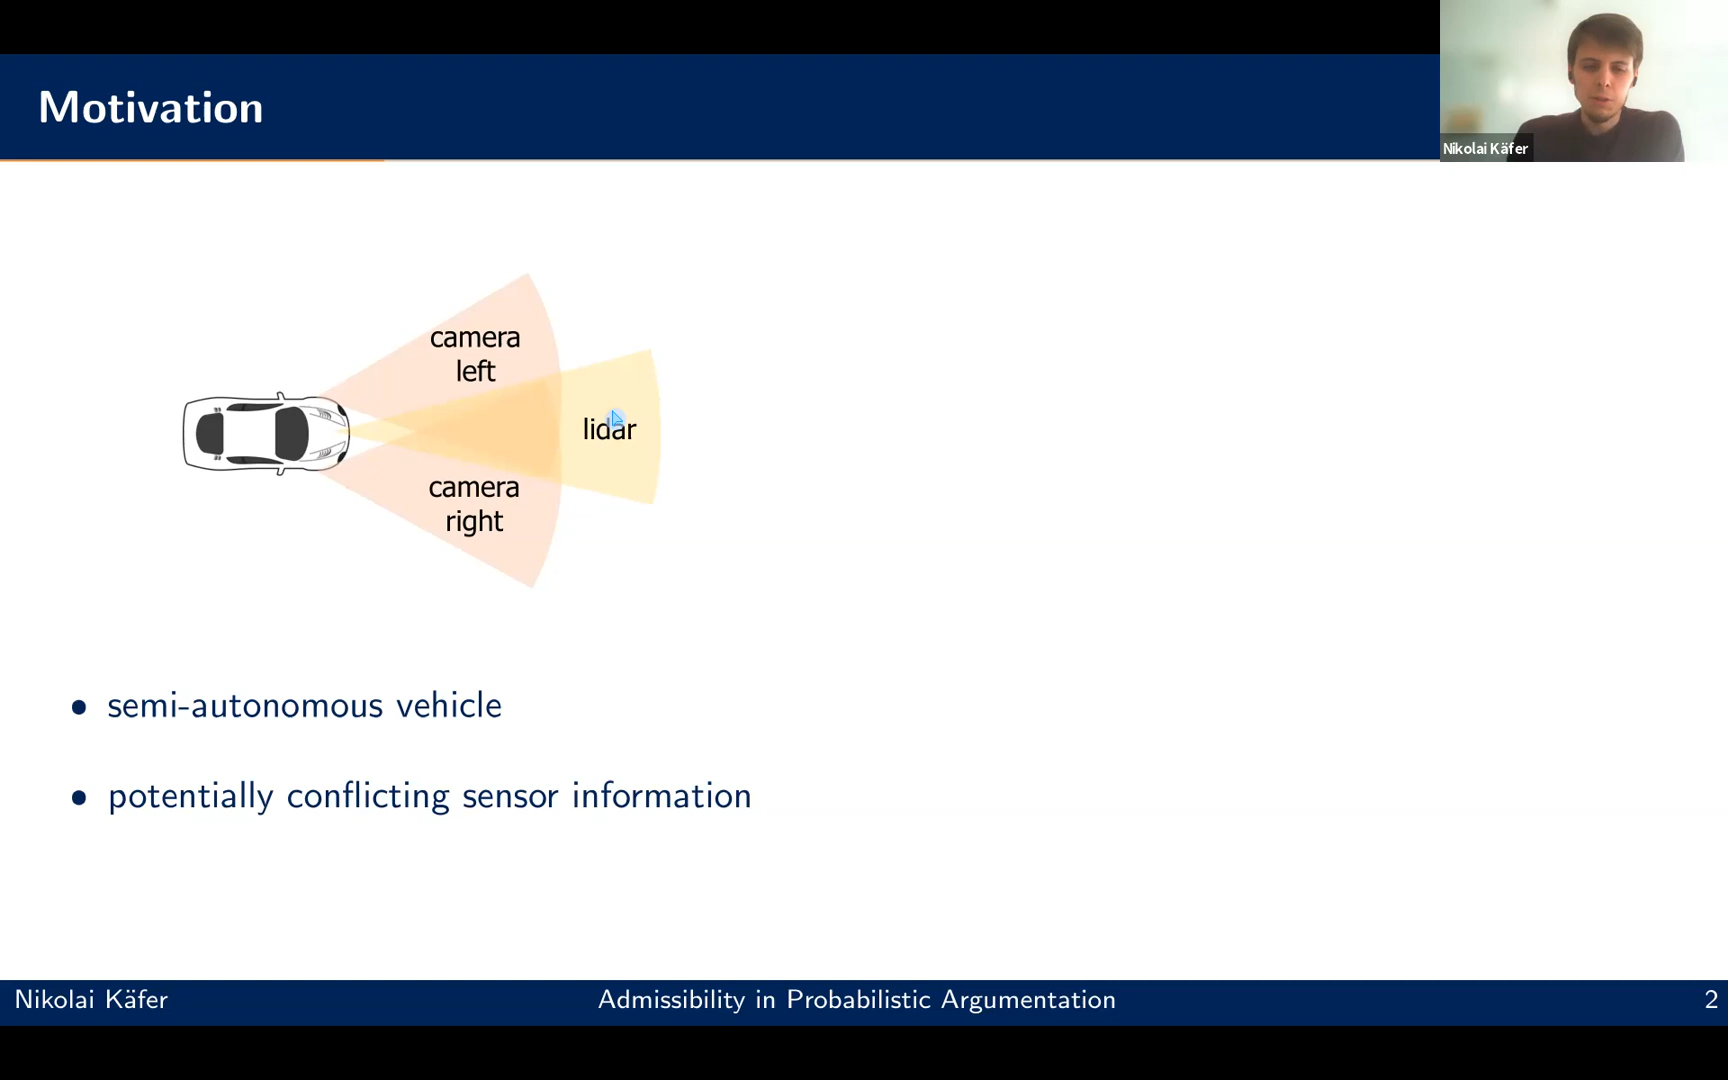 Motivation
Nikolai Käfer
camera
left
lidar
camera
right
• semi-autonomous vehicle
• potentially conflicting sensor information
Nikolai Käfer
Admissibility in Probabilistic Argumentation
2